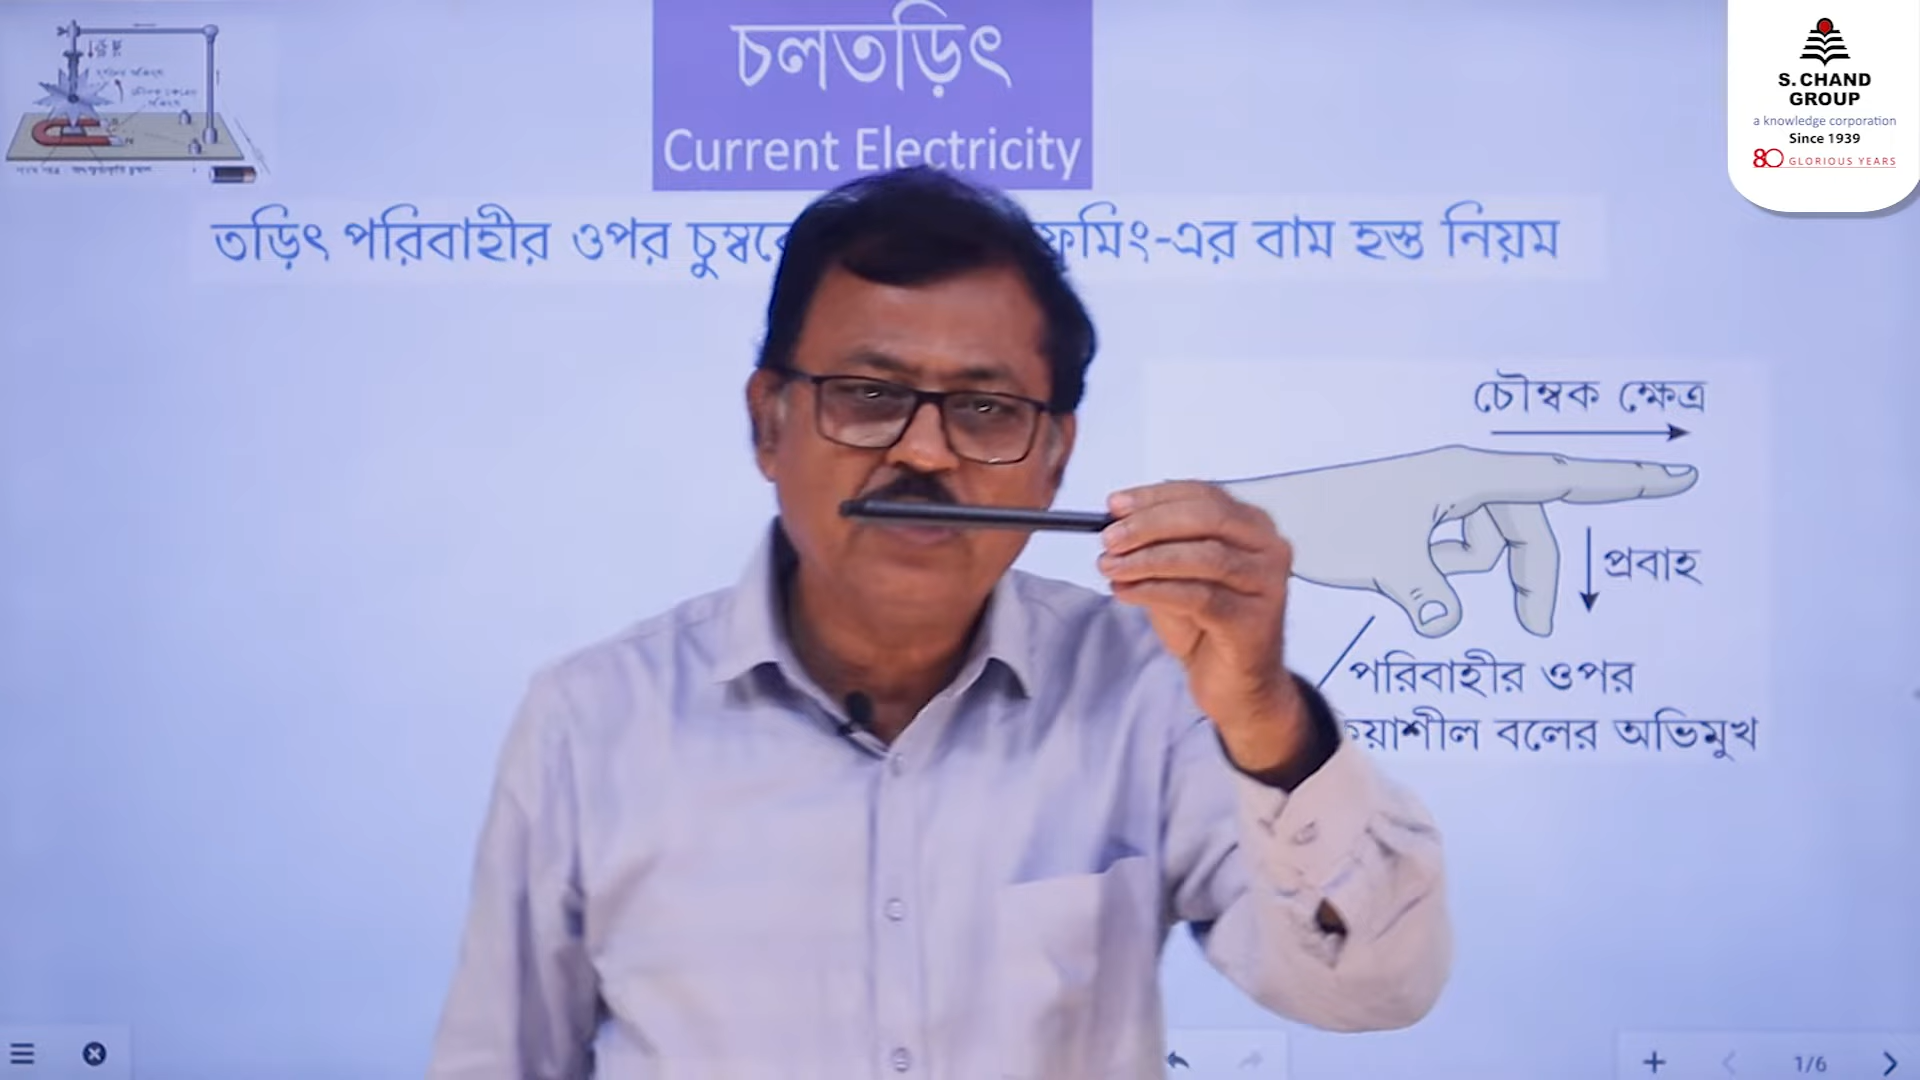 চলতড়িৎ
Current Electricity
S. CHAND
GROUP
a knowledge corporation
Since 1939
80 GLORIOUS YEARS
তড়িৎ পরিবাহীর ওপর -এর বাম হস্ত নিয়ম
চৌম্বক ক্ষেত্র
প্রবাহ
পরিবাহীর ওপর
বলের অভিমুখ
1/6